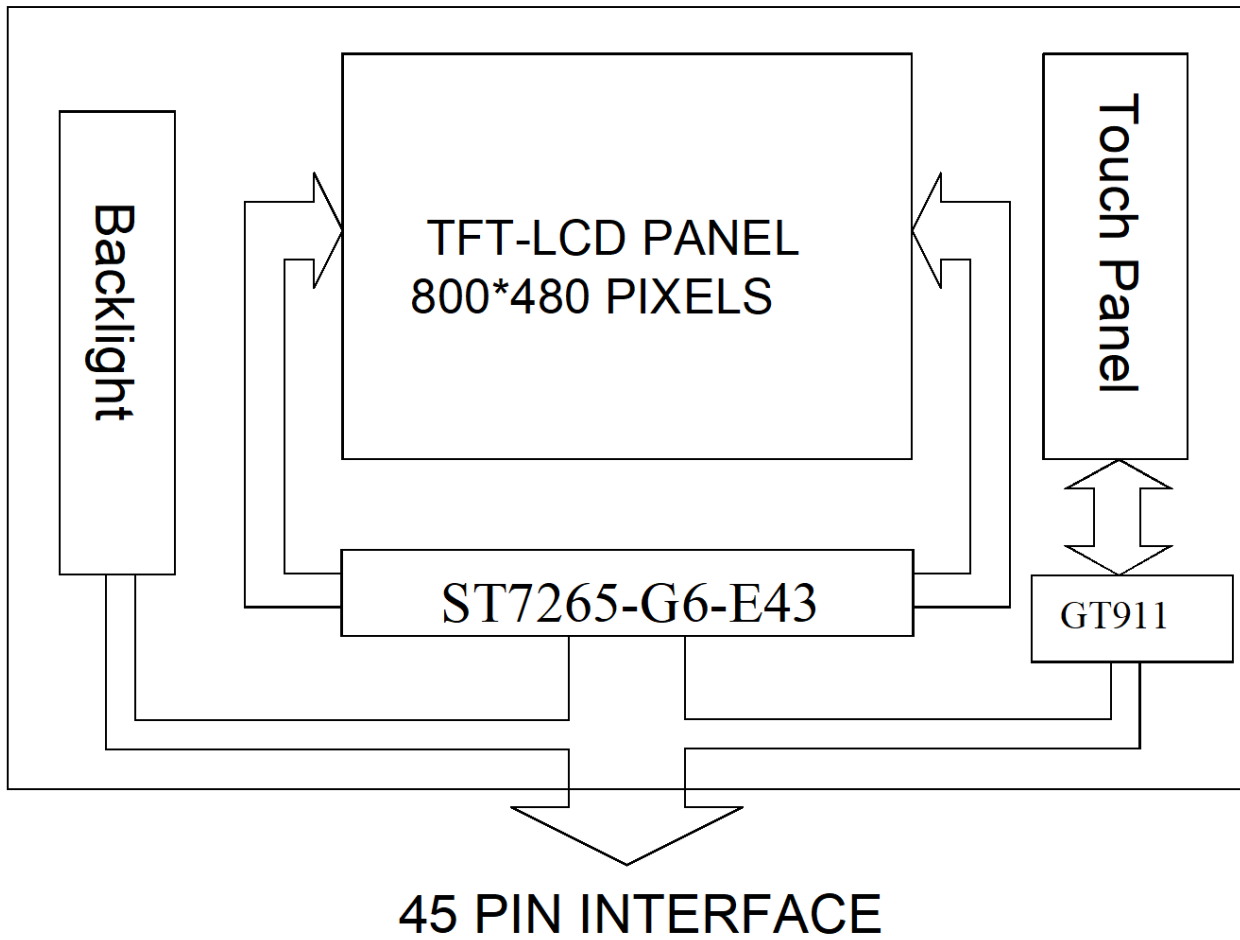 Backlight
TFT-LCD PANEL
800*480 PIXELS
Touch Panel
ST7265-G6-E43
GT911
45 PIN INTERFACE